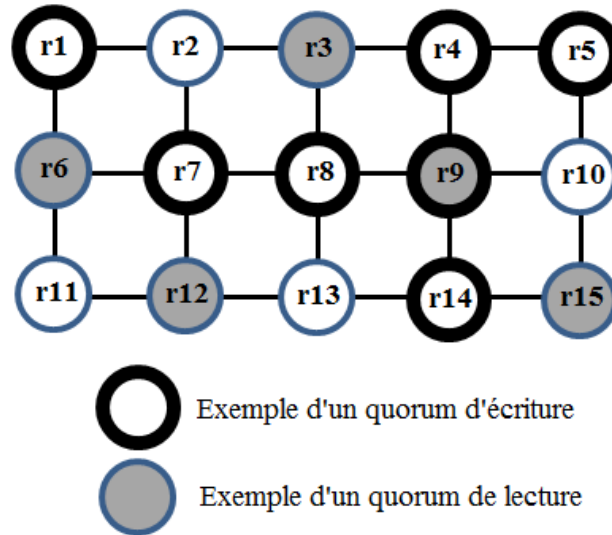 r1 r2 r3 r4 r5
r6 r7 r8 r9 r10
r11 r12 r13 r14 r15
Exemple d'un quorum d'écriture
Exemple d'un quorum de lecture